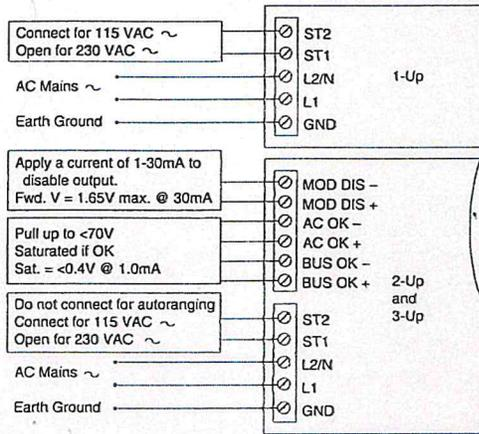 Connect for 115 VAC ~
Open for 230 VAC ~
ST2
ST1
AC Mains ~
L2/N
1-Up
L1
Earth Ground
GND
Apply a current of 1-30mA to
disable output.
Fwd. V = 1.65V max. @ 30mA
MOD DIS –
MOD DIS +
Pull up to <70V
Saturated if OK
Sat. = <0.4V @ 1.0mA
AC OK –
AC OK +
BUS OK –
BUS OK +
2-Up
and
3-Up
Do not connect for autoranging
Connect for 115 VAC ~
Open for 230 VAC ~
ST2
ST1
AC Mains ~
L2/N
L1
Earth Ground
GND